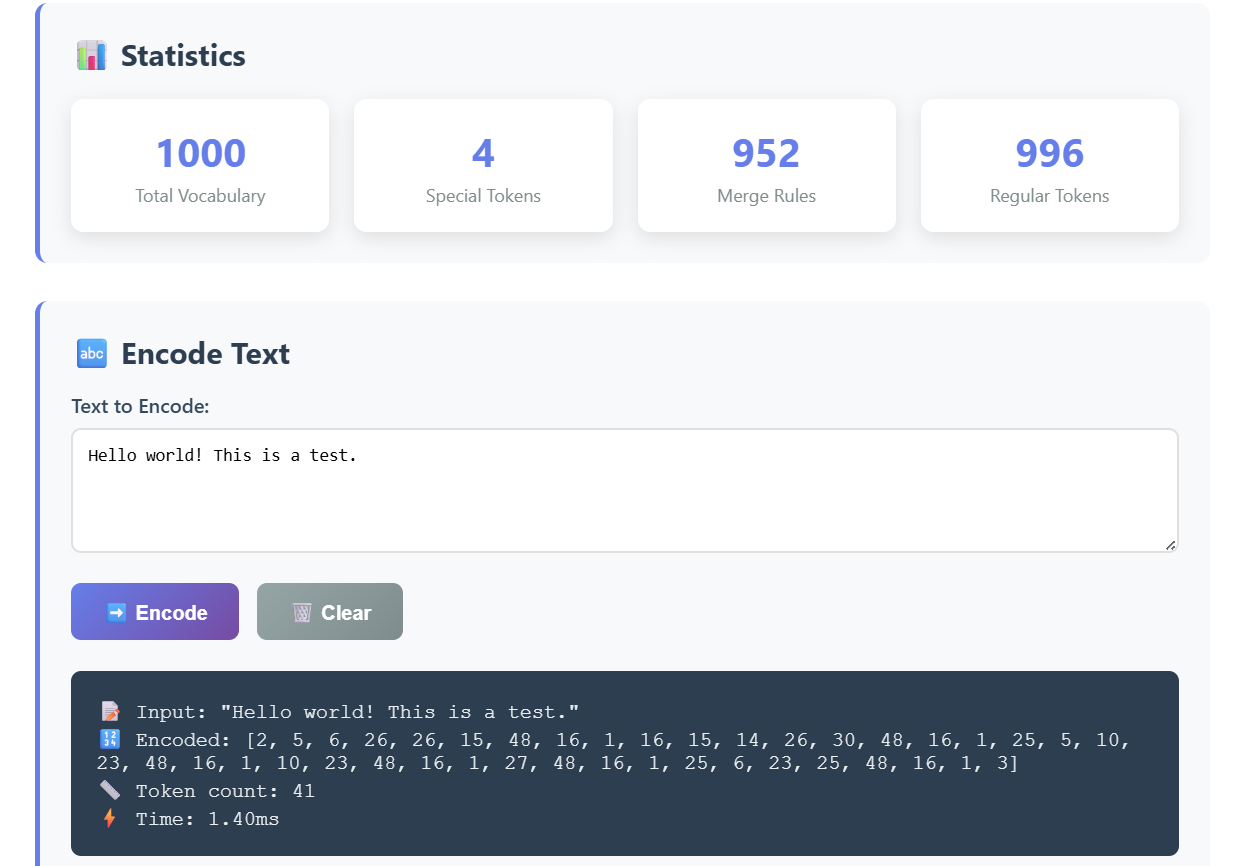 Statistics
1000
Total Vocabulary
4
Special Tokens
952
Merge Rules
996
Regular Tokens
abc Encode Text
Text to Encode:
Hello world! This is a test.
Encode
Clear
Input: "Hello world! This is a test."
1234 Encoded: [2, 5, 6, 26, 26, 15, 48, 16, 1, 16, 15, 14, 26, 30, 48, 16, 1, 25, 5, 10,
23, 48, 16, 1, 10, 23, 48, 16, 1, 27, 48, 16, 1, 25, 6, 23, 25, 48, 16, 1, 3]
Token count: 41
Time: 1.40ms